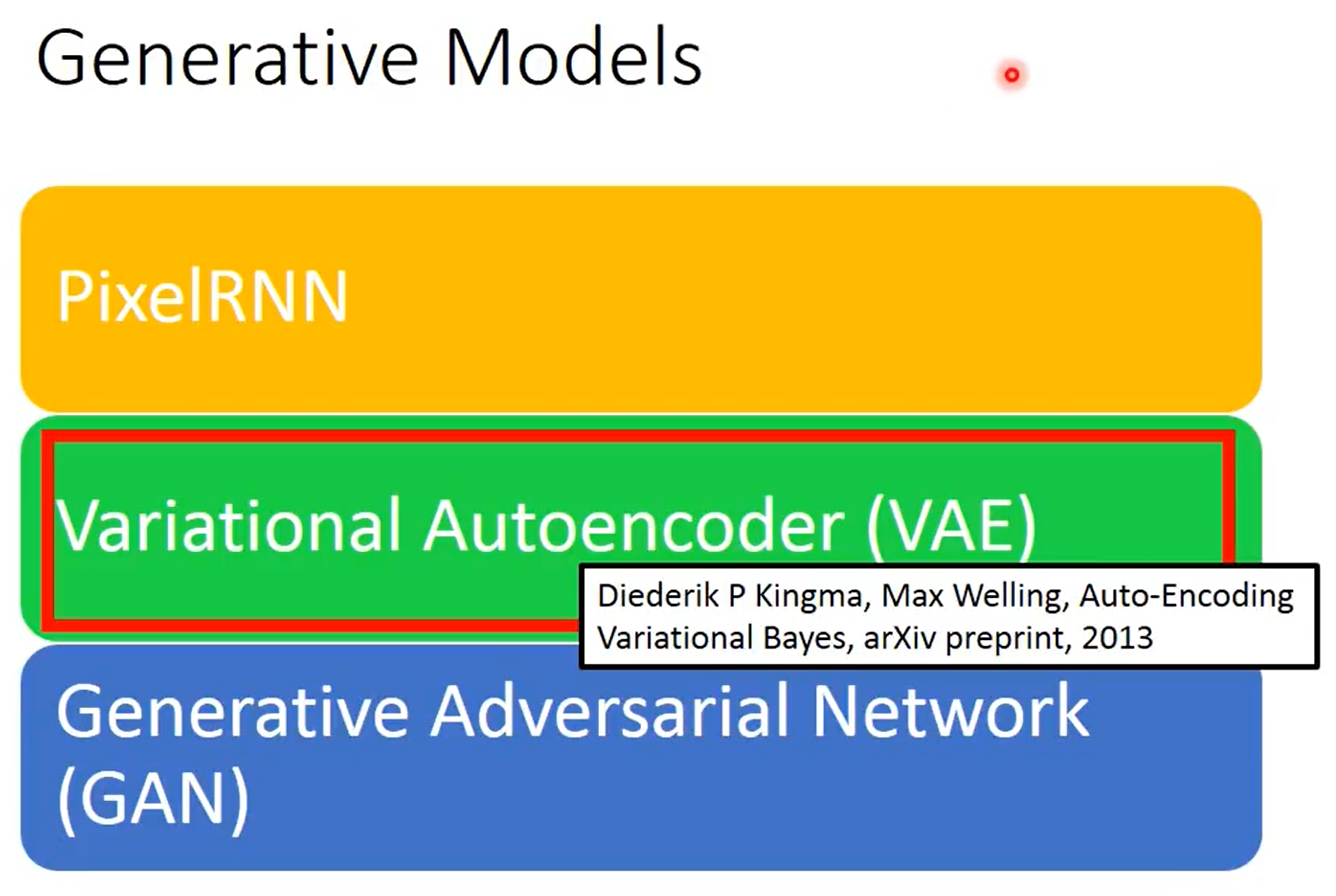 Generative Models
PixelRNN
Variational Autoencoder (VAE)
Diederik P Kingma, Max Welling, Auto-Encoding
Variational Bayes, arXiv preprint, 2013
Generative Adversarial Network
(GAN)